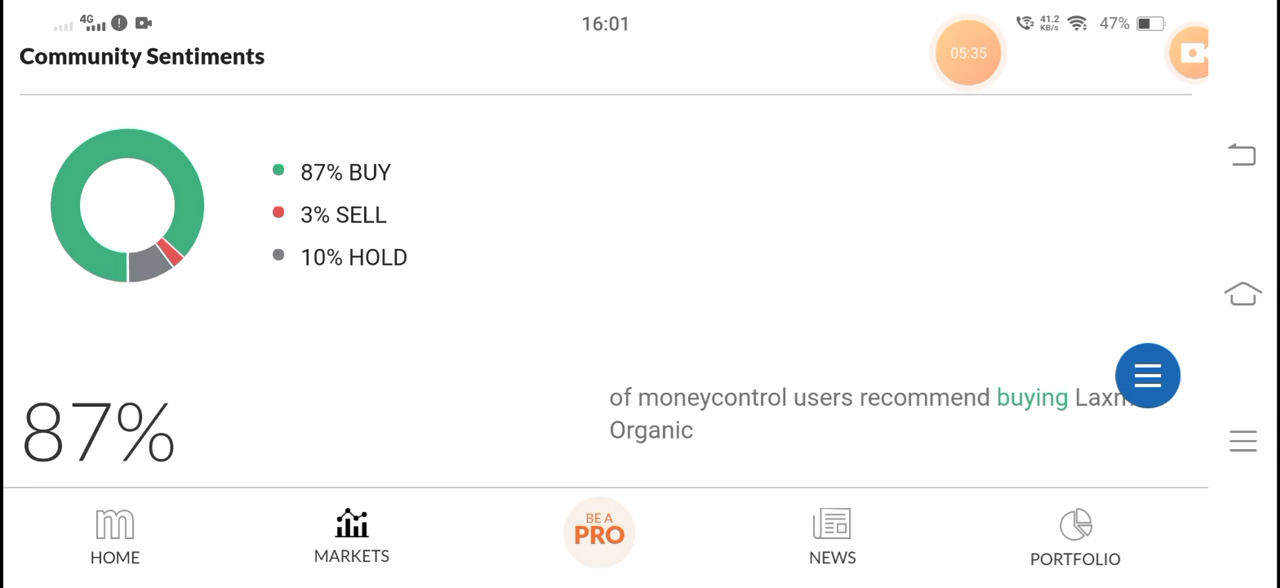 4G
16:01
41.2
KB/s
47%
Community Sentiments
05:35
87% BUY
3% SELL
10% HOLD
87%
of moneycontrol users recommend buying
Organic
HOME
MARKETS
BE A
PRO
NEWS
PORTFOLIO